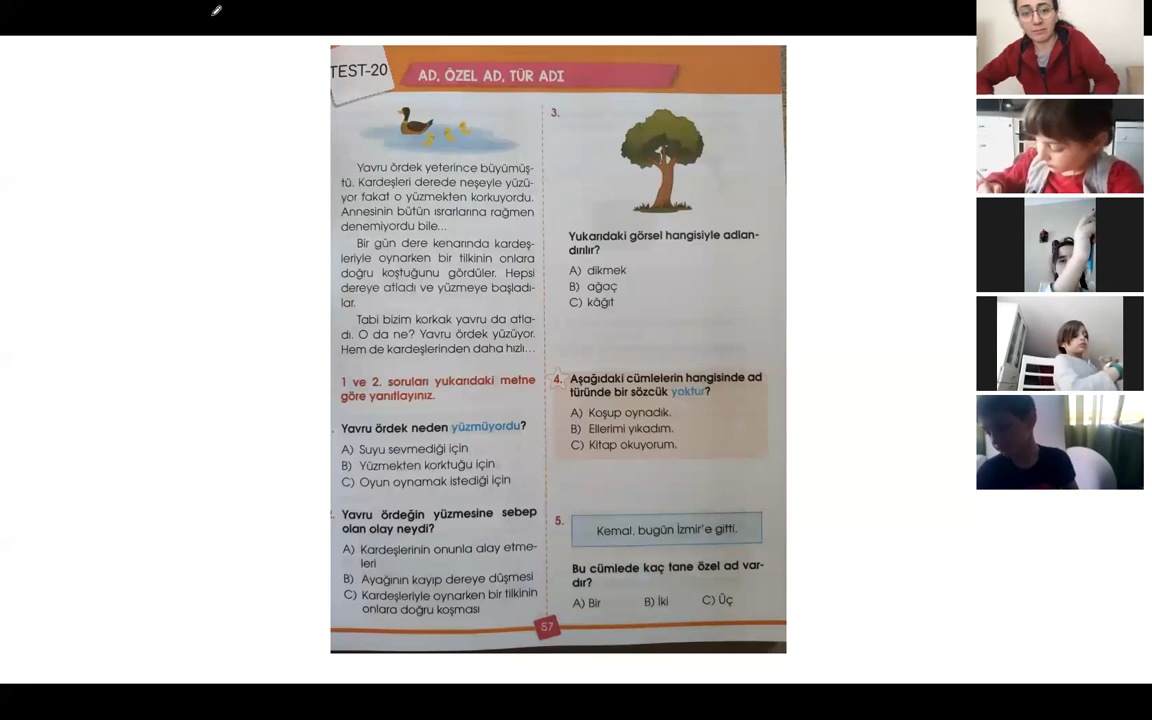 TEST-20
AD, ÖZEL AD, TÜR ADI
Yavru ördek yeterince büyümüş-
tü. Kardeşleri derede neşeyle yüzü-
yor fakat o yüzmekten korkuyordu.
Annesinin bütün ısrarlarına rağmen
denemiyordu bile...
Bir gün dere kenarında kardeş-
leriyle oynarken bir tilkinin onlara
doğru koştuğunu gördüler. Hepsi
dereye atladı ve yüzmeye başladı-
lar.
Tabi bizim korkak yavru da atla-
dı. O da ne? Yavru ördek yüzüyor.
Hem de kardeşlerinden daha hızlı...
1 ve 2. soruları yukarıdaki metne
göre yanıtlayınız.
Yavru ördek neden yüzmüyordu?
A) Suyu sevmediği için
B) Yüzmekten korktuğu için
C) Oyun oynamak istediği için
Yavru ördeğin yüzmesine sebep
olan olay neydi?
A) Kardeşlerinin onunla alay etme-
leri
B) Ayağının kayıp dereye düşmesi
C) Kardeşleriyle oynarken bir tilkinin
onlara doğru koşması
3.
Yukarıdaki görsel hangisiyle adlan-
dırılır?
A) dikmek
B) ağaç
C) kâğıt
4. Aşağıdaki cümlelerin hangisinde ad
türünde bir sözcük yoktur?
A) Koşup oynadık.
B) Ellerimi yıkadım.
C) Kitap okuyorum.
5.
Kemal, bugün İzmir'e gitti.
Bu cümlede kaç tane özel ad var-
dır?
A) Bir B) İki C) Üç
57